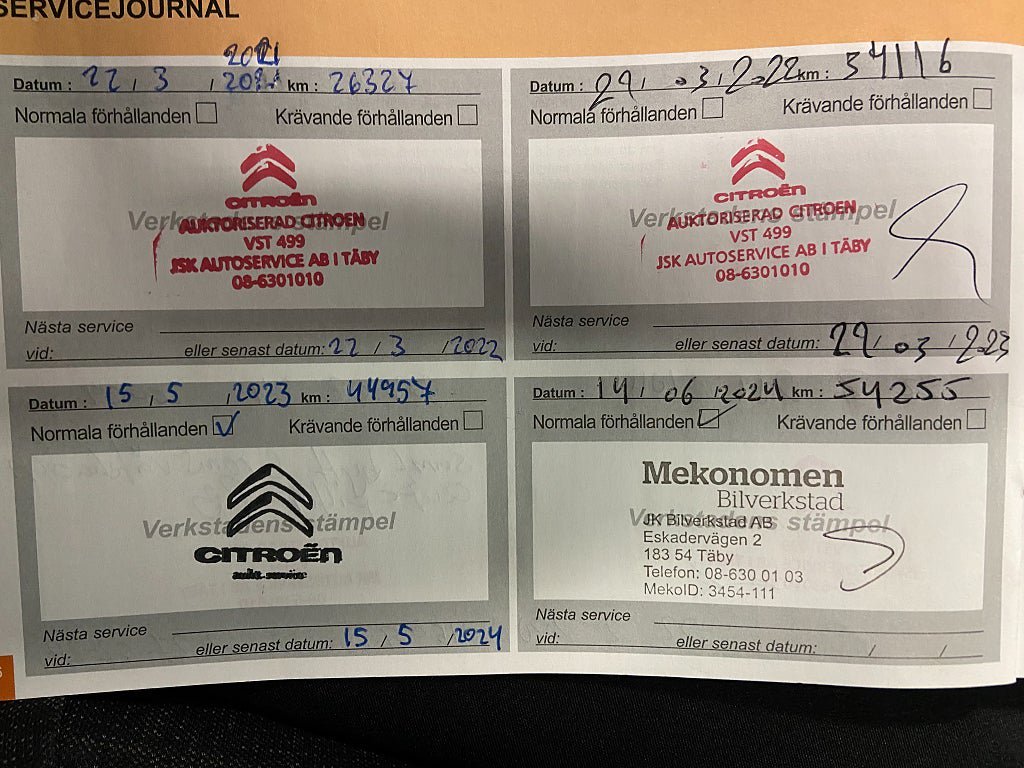 SERVICEJOURNAL
2021
Datum : 22 / 3 / 2021 km : 26327
Normala förhållanden Krävande förhållanden
CITROËN
Verkstadens stämpel
AUKTORISERAD CITROEN
VST 499
JSK AUTOSERVICE AB I TÄBY
08-6301010
Nästa service
vid: eller senast datum: 22 / 3 / 2022
Datum : 29 / 03 / 2022 km : 34116
Normala förhållanden Krävande förhållanden
CITROËN
Verkstadens stämpel
AUKTORISERAD CITROEN
VST 499
JSK AUTOSERVICE AB I TÄBY
08-6301010
Nästa service
vid: eller senast datum: 29 / 03 / 2023
Datum : 15 / 5 / 2023 km : 44957
Normala förhållanden Krävande förhållanden
Verkstadens stämpel
CITROËN
Nästa service
vid: eller senast datum: 15 / 5 / 2024
Datum : 14 / 06 / 2024 km : 54255
Normala förhållanden Krävande förhållanden
Mekonomen
Bilverkstad
Verkstadens stämpel
JK Bilverkstad AB
Eskadervägen 2
183 54 Täby
Telefon: 08-630 01 03
MekoID: 3454-111
Nästa service
vid: eller senast datum: / /